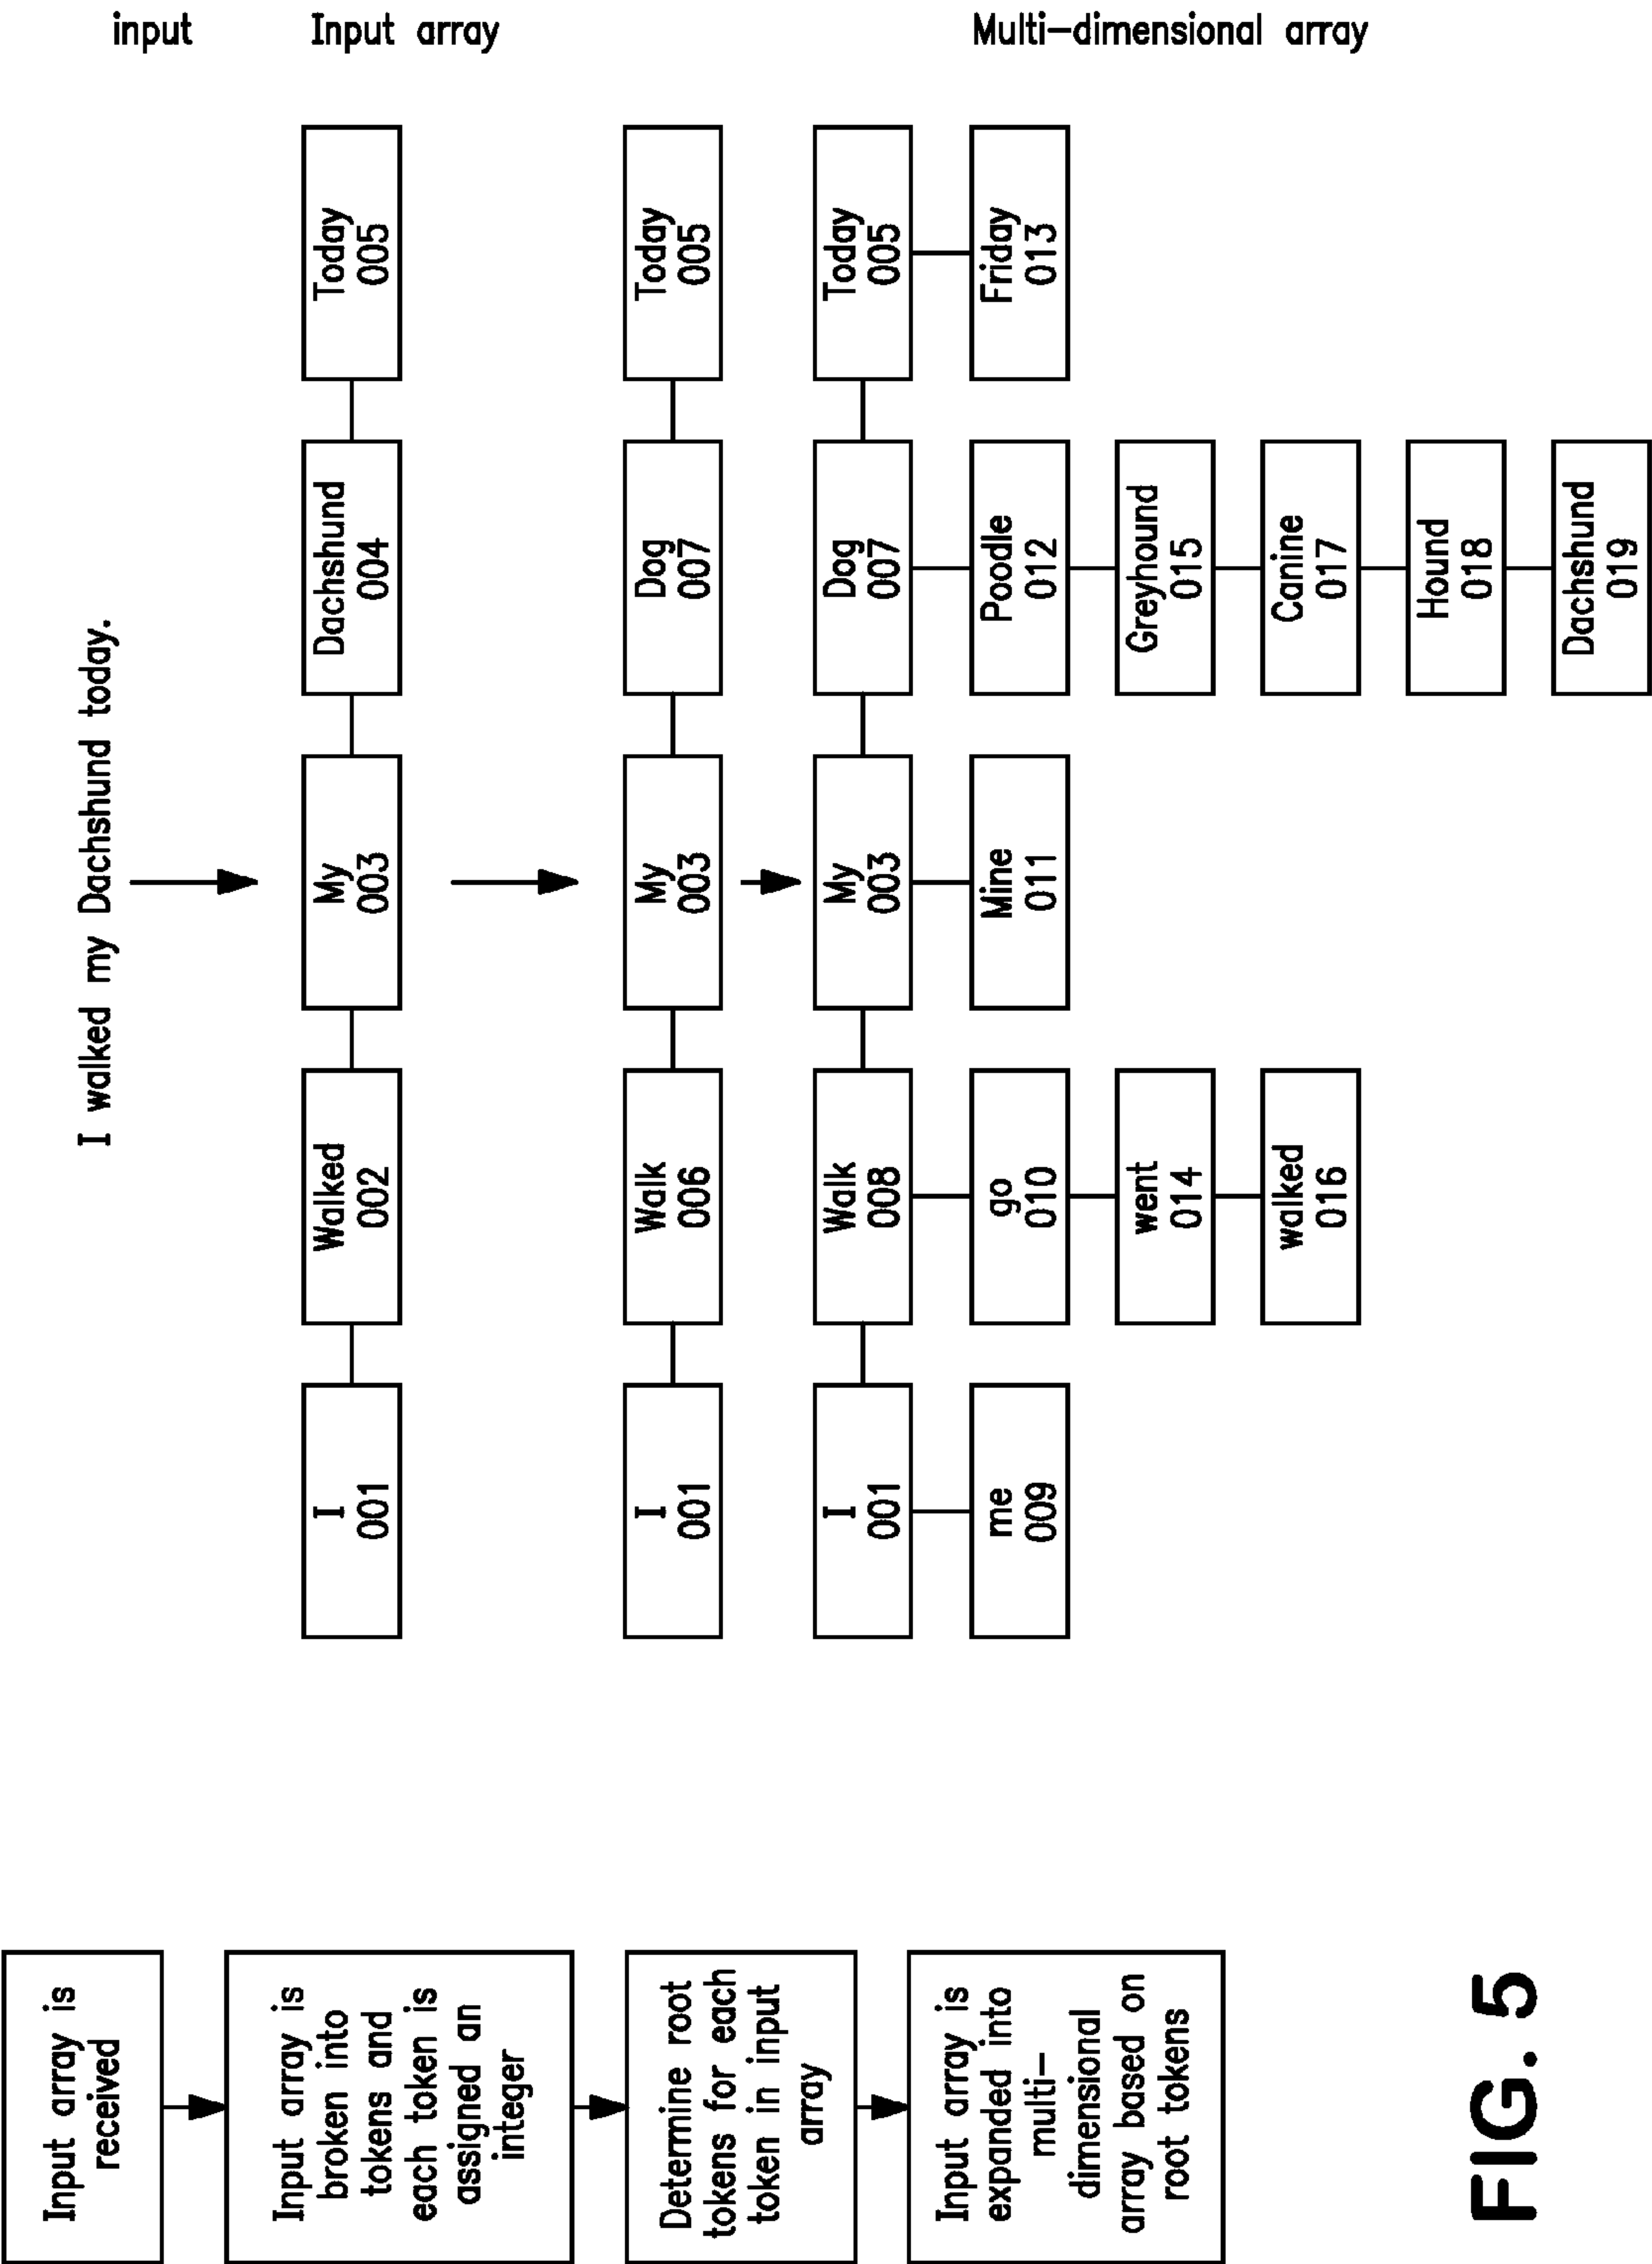 Input array is
received
Input array is
broken into
tokens and
each token is
assigned an
integer
Determine root
tokens for each
token in input
array
Input array is
expanded into
multi-
dimensional
array based on
root tokens
I walked my Dachshund today.
input
I
001
Walked
002
My
003
Dachshund
004
Today
005
Input array
I
001
Walk
006
My
003
Dog
007
Today
005
I
001
Walk
008
My
003
Dog
007
Today
005
me
009
go
010
Mine
011
Poodle
012
Friday
013
Multi-dimensional array
went
014
Greyhound
015
walked
016
Canine
017
Hound
018
Dachshund
019
FIG. 5